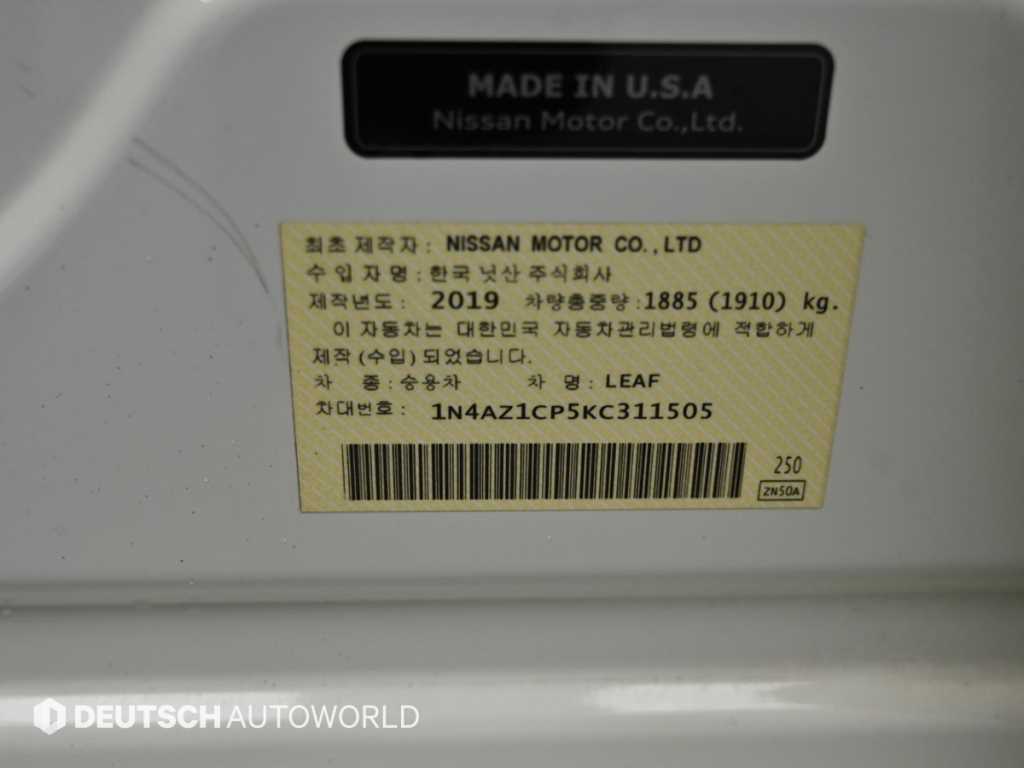 MADE IN U.S.A
Nissan Motor Co.,Ltd.
최초 제작자 : NISSAN MOTOR CO.,LTD
수 입 자 명 : 한국 닛산 주식회사
제작년도 : 2019 차량총중량 : 1885 (1910) kg.
이 자동차는 대한민국 자동차관리법령에 적합하게
제작 (수입) 되었습니다.
차 종 : 승용차 차 명 : LEAF
차대번호 : 1N4AZ1CP5KC311505
250
ZN50A
DEUTSCH AUTOWORLD